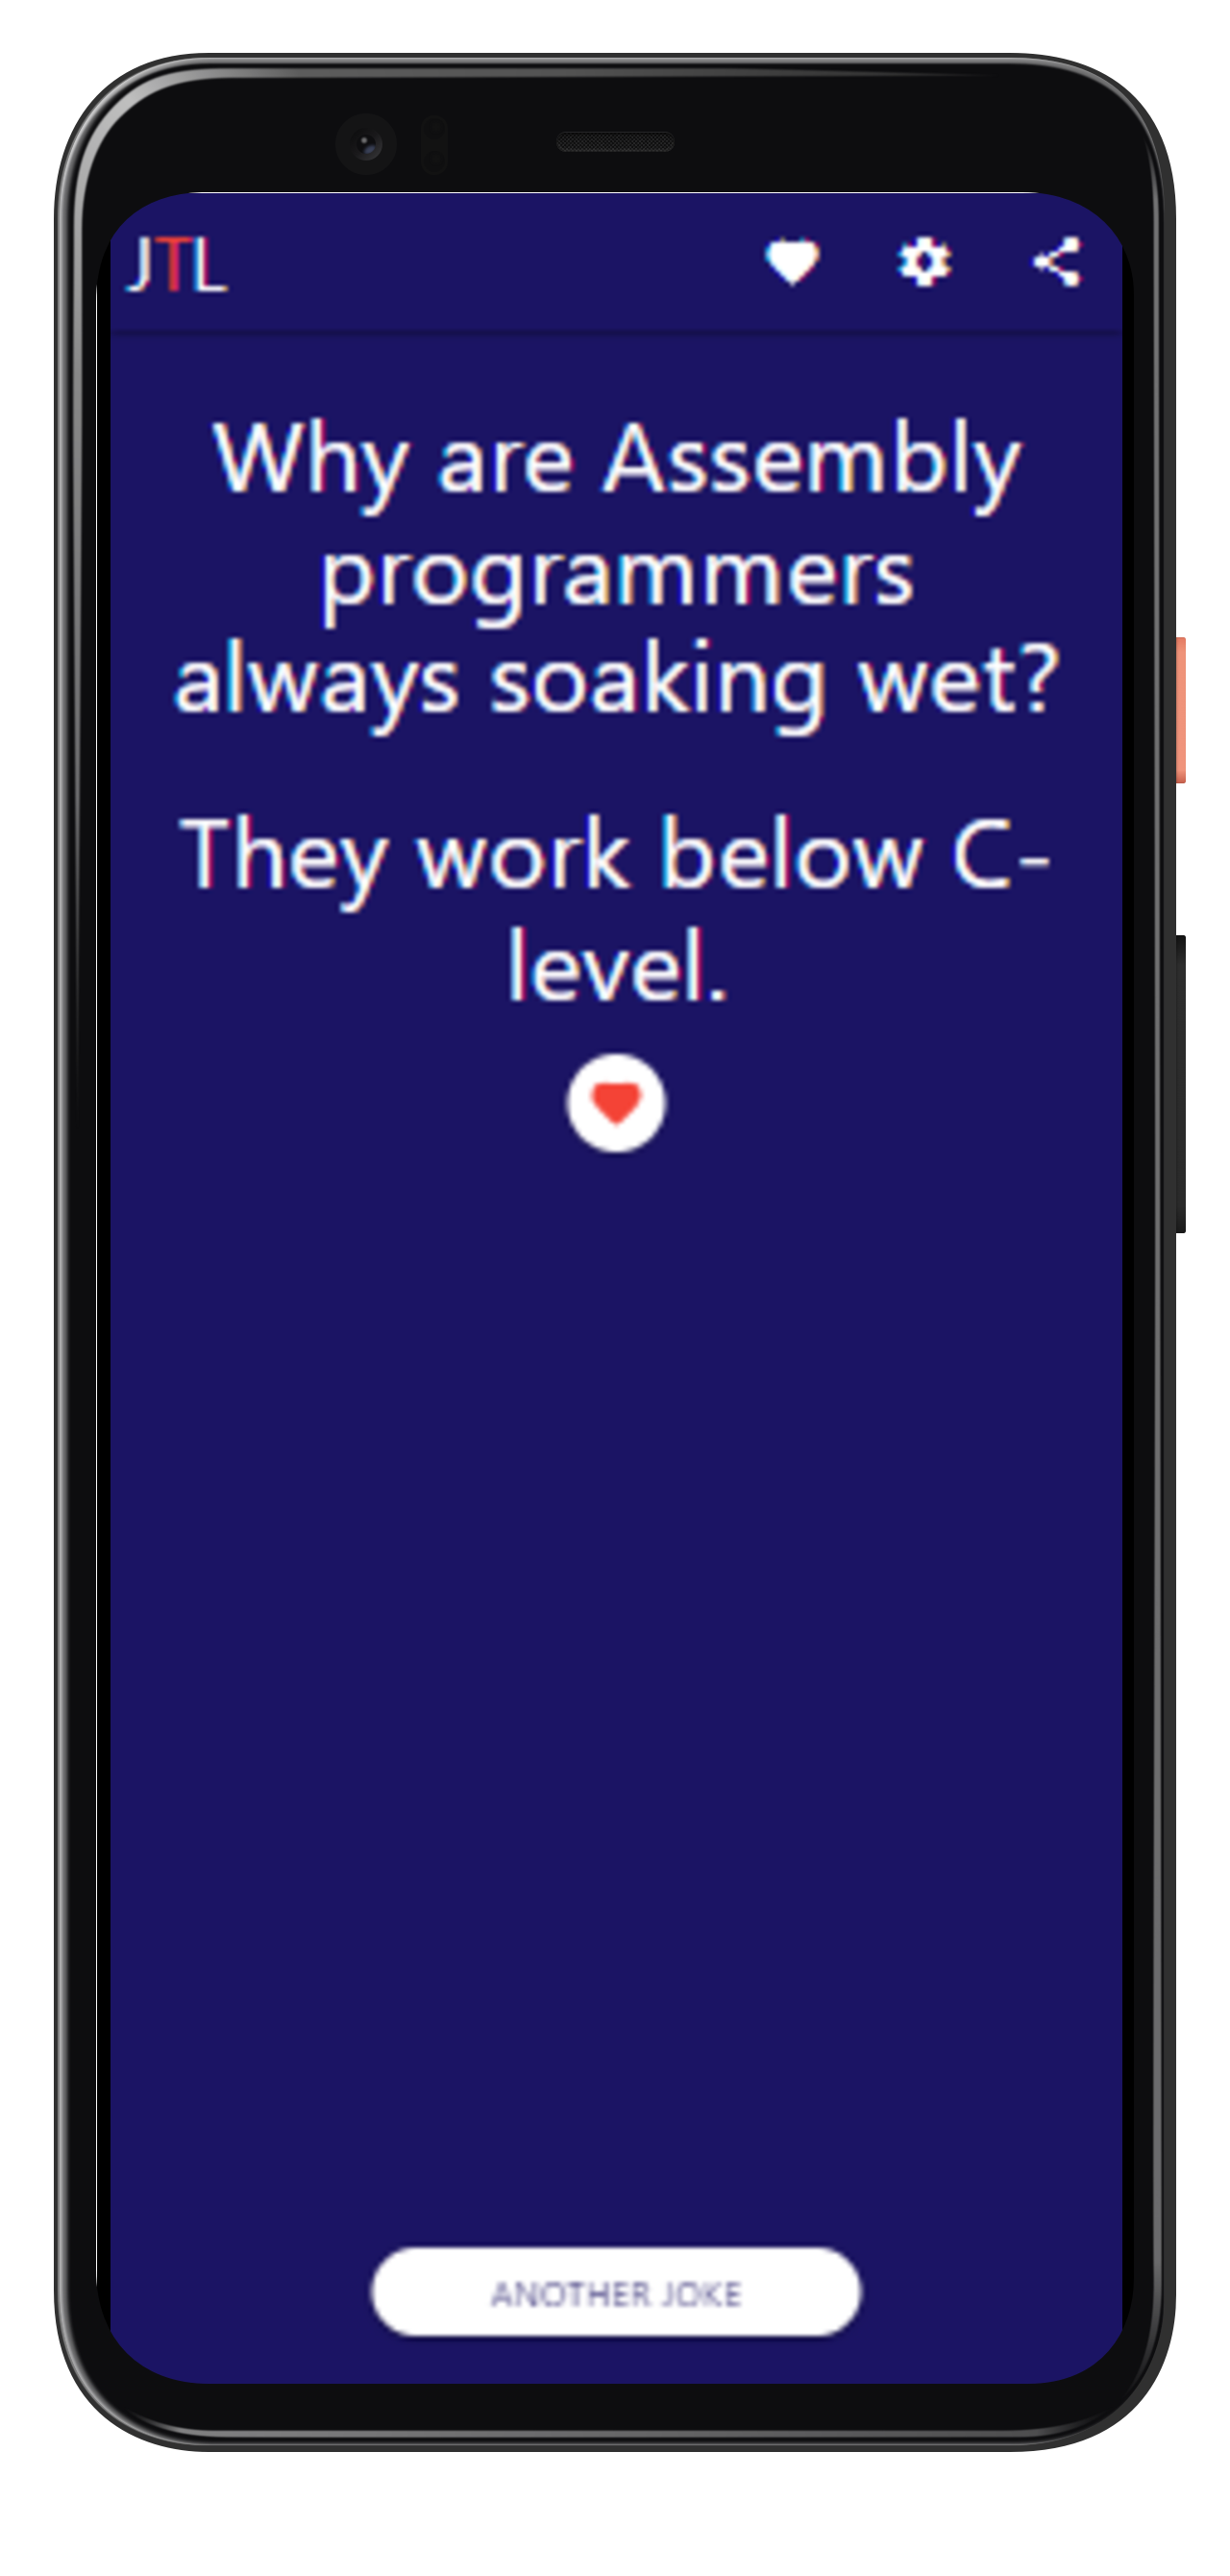 JTL
Why are Assembly
programmers
always soaking wet?
They work below C-
level.
ANOTHER JOKE